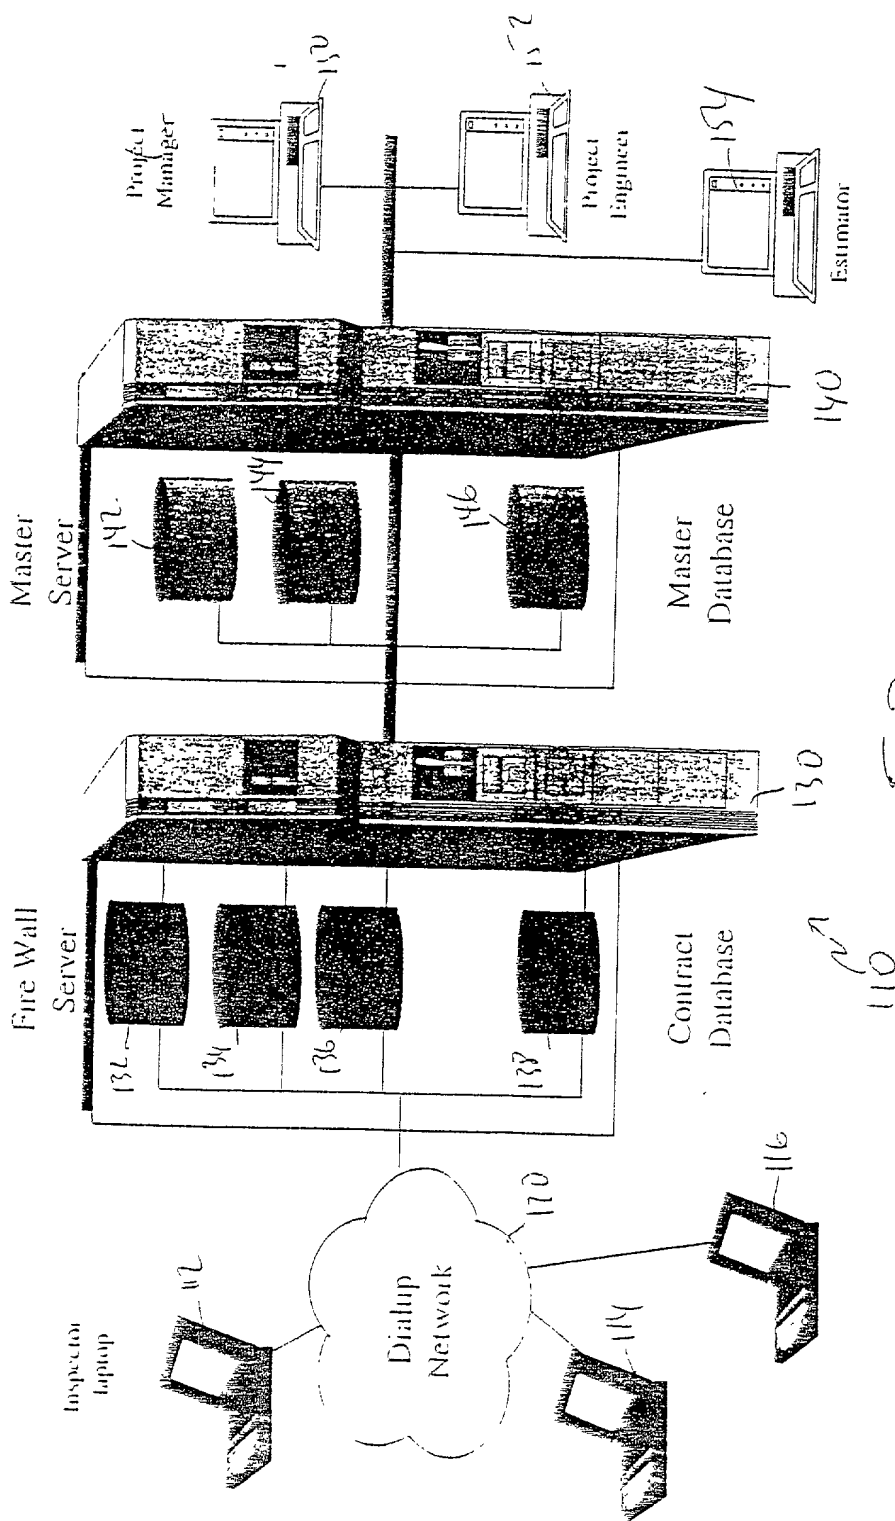 Inspector
laptop
112
Dialup
Network
120
114
116
Fire Wall
Server
132
134
136
138
Contract
Database
130
Master
Server
142
144
146
Master
Database
140
Project
Manager
150
152
Project
Engineer
154
Estimator
110